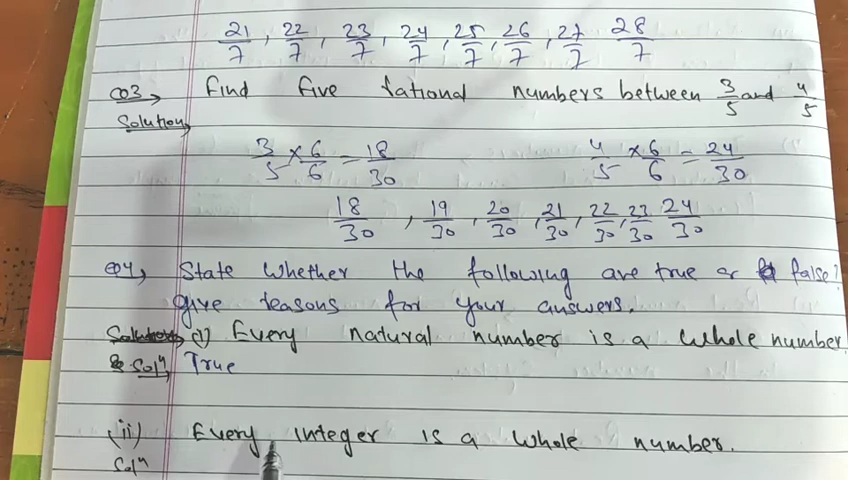 21/7, 22/7, 23/7, 24/7, 25/7, 26/7, 27/7 28/7
Q3, Find five rational numbers between 3/5 and 4/5
Solution,
3/5 × 6/6 = 18/30 4/5 × 6/6 = 24/30
18/30, 19/30, 20/30, 21/30, 22/30, 23/30 24/30
Q4, State whether the following are true or false?
give reasons for your answers.
(i) Every natural number is a whole number.
Solⁿ, True
(ii) Every integer is a whole number.
Solⁿ